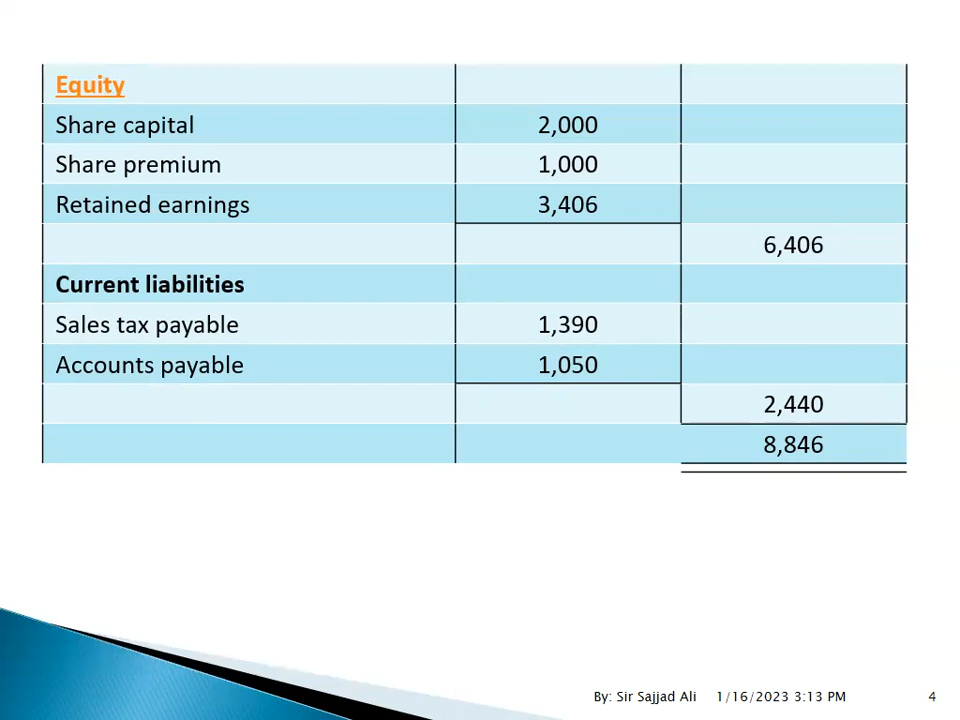 Equity
Share capital 2,000
Share premium 1,000
Retained earnings 3,406
6,406
Current liabilities
Sales tax payable 1,390
Accounts payable 1,050
2,440
8,846
By: Sir Sajjad Ali 1/16/2023 3:13 PM 4